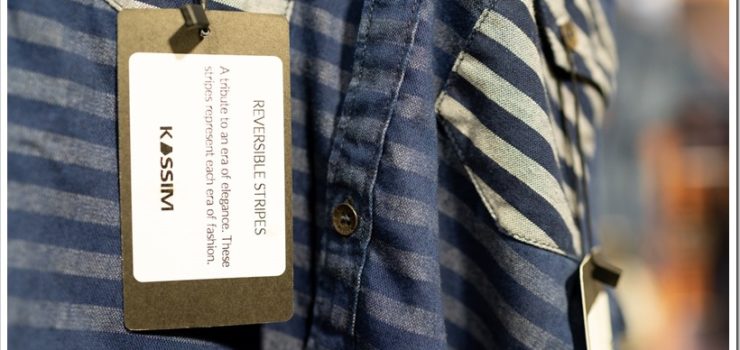 REVERSIBLE STRIPES
A tribute to an era of elegance. These
stripes represent each era of fashion.
KASSIM